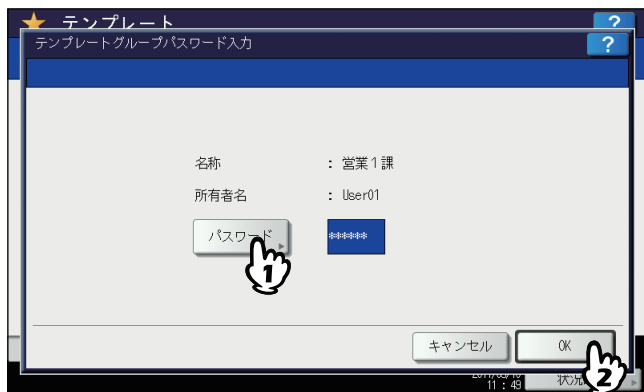 テンプレート
?
テンプレートグループパスワード入力
?
名称 : 営業1課
所有者名 : User01
パスワード ******
1
キャンセル OK
2
11 : 49 状況